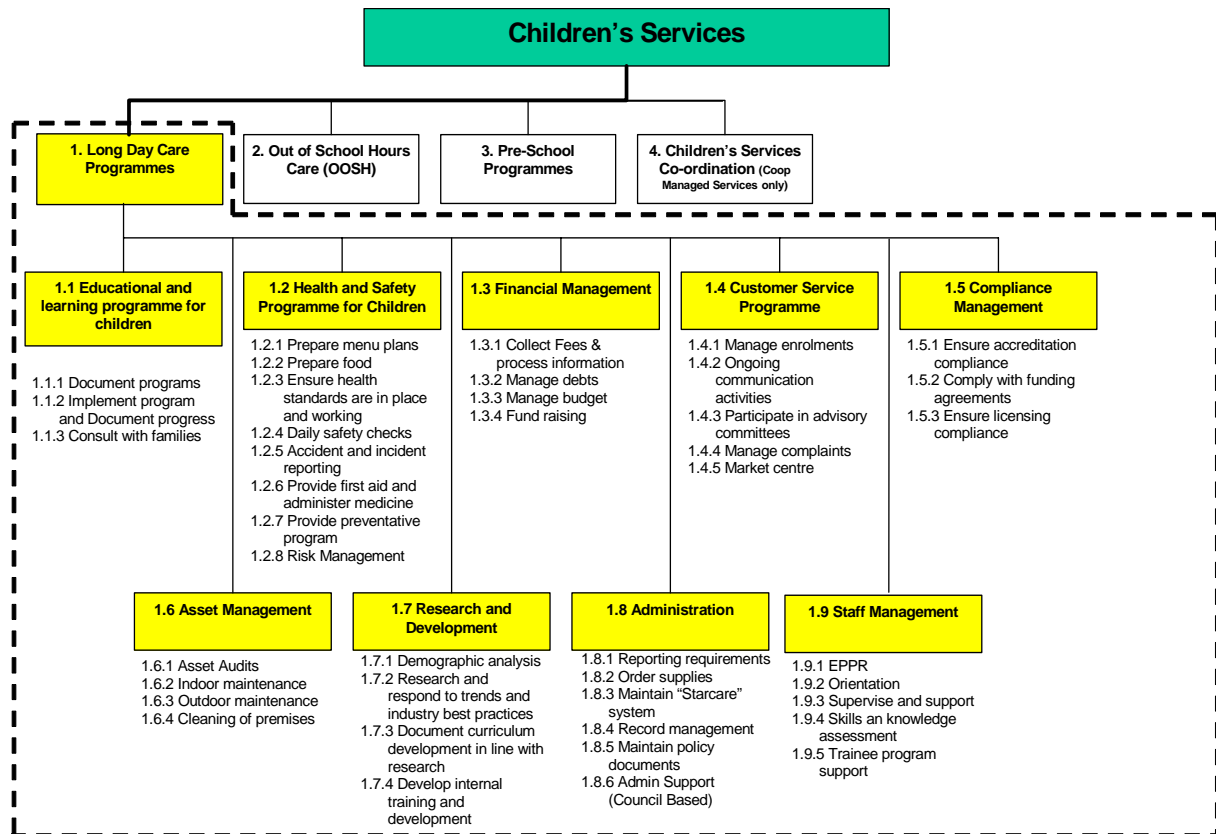 Children's Services
1. Long Day Care
Programmes
2. Out of School Hours
Care (OOSH)
3. Pre-School
Programmes
4. Children's Services
Co-ordination (Coop
Managed Services only)
1.1 Educational and
learning programme for
children
1.1.1 Document programs
1.1.2 Implement program
and Document progress
1.1.3 Consult with families
1.2 Health and Safety
Programme for Children
1.2.1 Prepare menu plans
1.2.2 Prepare food
1.2.3 Ensure health
standards are in place
and working
1.2.4 Daily safety checks
1.2.5 Accident and incident
reporting
1.2.6 Provide first aid and
administer medicine
1.2.7 Provide preventative
program
1.2.8 Risk Management
1.3 Financial Management
1.3.1 Collect Fees &
process information
1.3.2 Manage debts
1.3.3 Manage budget
1.3.4 Fund raising
1.4 Customer Service
Programme
1.4.1 Manage enrolments
1.4.2 Ongoing
communication
activities
1.4.3 Participate in advisory
committees
1.4.4 Manage complaints
1.4.5 Market centre
1.5 Compliance
Management
1.5.1 Ensure accreditation
compliance
1.5.2 Comply with funding
agreements
1.5.3 Ensure licensing
compliance
1.6 Asset Management
1.6.1 Asset Audits
1.6.2 Indoor maintenance
1.6.3 Outdoor maintenance
1.6.4 Cleaning of premises
1.7 Research and
Development
1.7.1 Demographic analysis
1.7.2 Research and
respond to trends and
industry best practices
1.7.3 Document curriculum
development in line with
research
1.7.4 Develop internal
training and
development
1.8 Administration
1.8.1 Reporting requirements
1.8.2 Order supplies
1.8.3 Maintain "Starcare"
system
1.8.4 Record management
1.8.5 Maintain policy
documents
1.8.6 Admin Support
(Council Based)
1.9 Staff Management
1.9.1 EPPR
1.9.2 Orientation
1.9.3 Supervise and support
1.9.4 Skills an knowledge
assessment
1.9.5 Trainee program
support